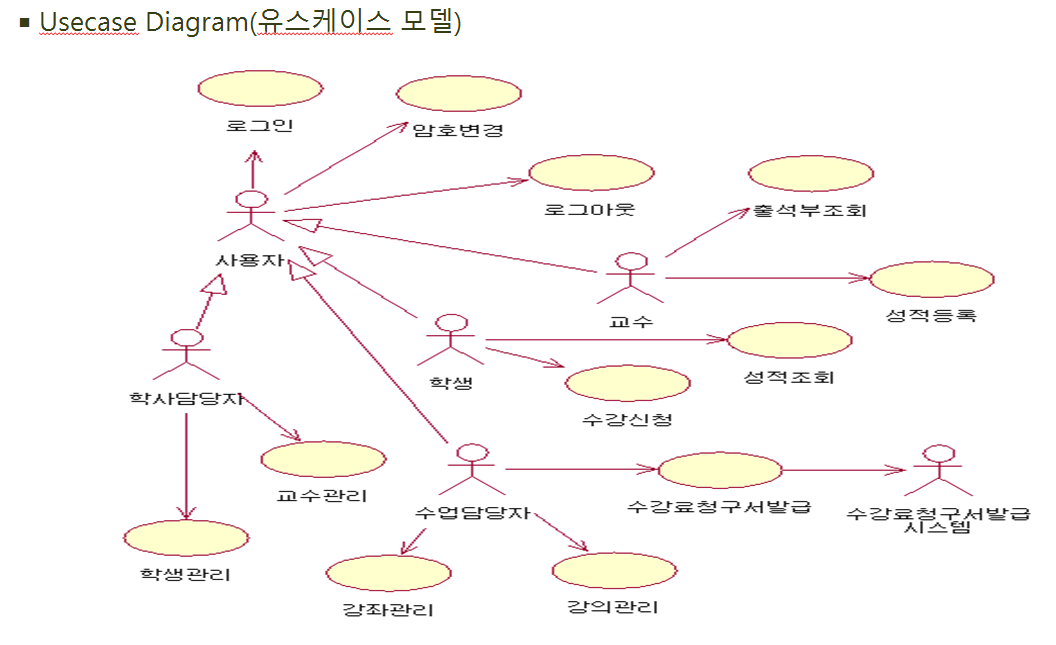 ▪ Usecase Diagram(유스케이스 모델)
로그인
암호변경
로그아웃
출석부조회
사용자
교수
성적등록
학생
성적조회
학사담당자
수강신청
교수관리
수업담당자
수강료청구서발급
수강료청구서발급
시스템
학생관리
강좌관리
강의관리